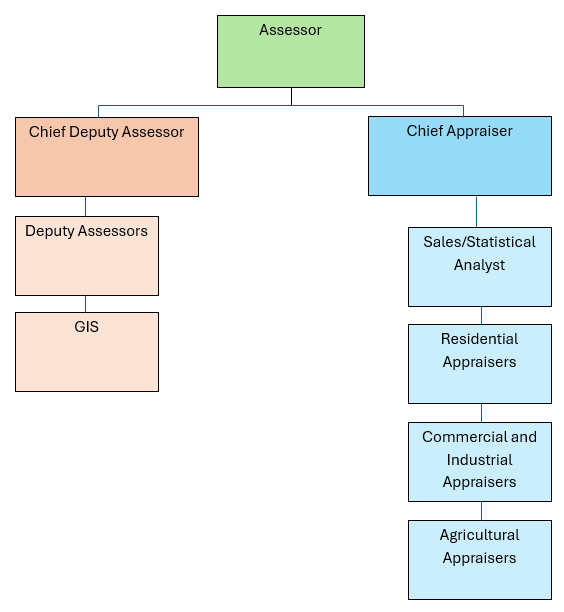 Assessor
Chief Deputy Assessor
Chief Appraiser
Deputy Assessors
GIS
Sales/Statistical
Analyst
Residential
Appraisers
Commercial and
Industrial
Appraisers
Agricultural
Appraisers